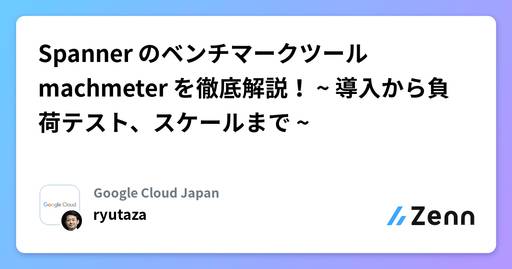 Spanner のベンチマークツール
machmeter を徹底解説！ ~ 導入から負
荷テスト、スケールまで ~
Google Cloud
Google Cloud Japan
ryutaza
Zenn